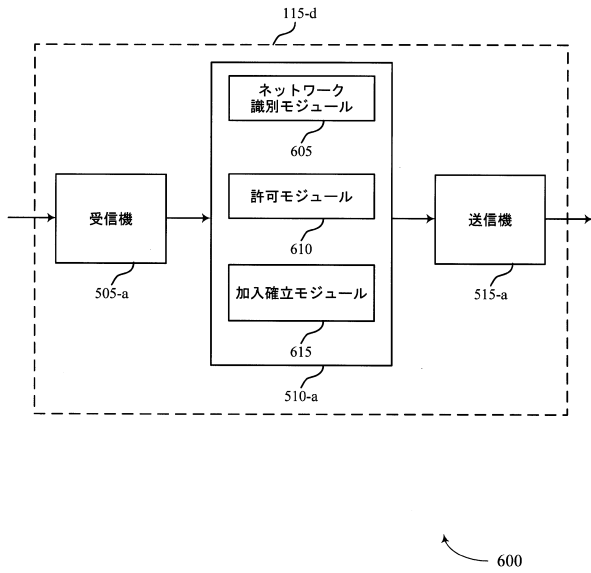 115-d
ネットワーク
識別モジュール
605
受信機
505-a
許可モジュール
610
送信機
515-a
加入確立モジュール
615
510-a
600